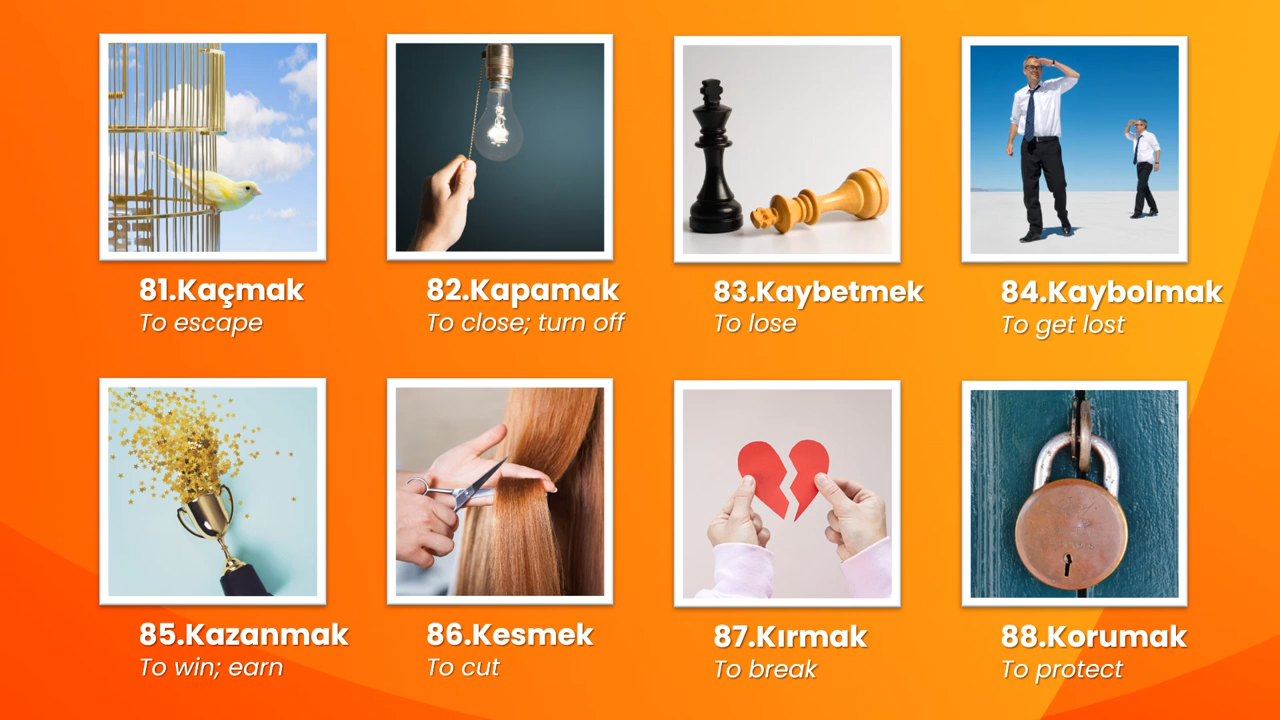 81.Kaçmak
To escape
82.Kapamak
To close; turn off
83.Kaybetmek
To lose
84.Kaybolmak
To get lost
85.Kazanmak
To win; earn
86.Kesmek
To cut
87.Kırmak
To break
88.Korumak
To protect